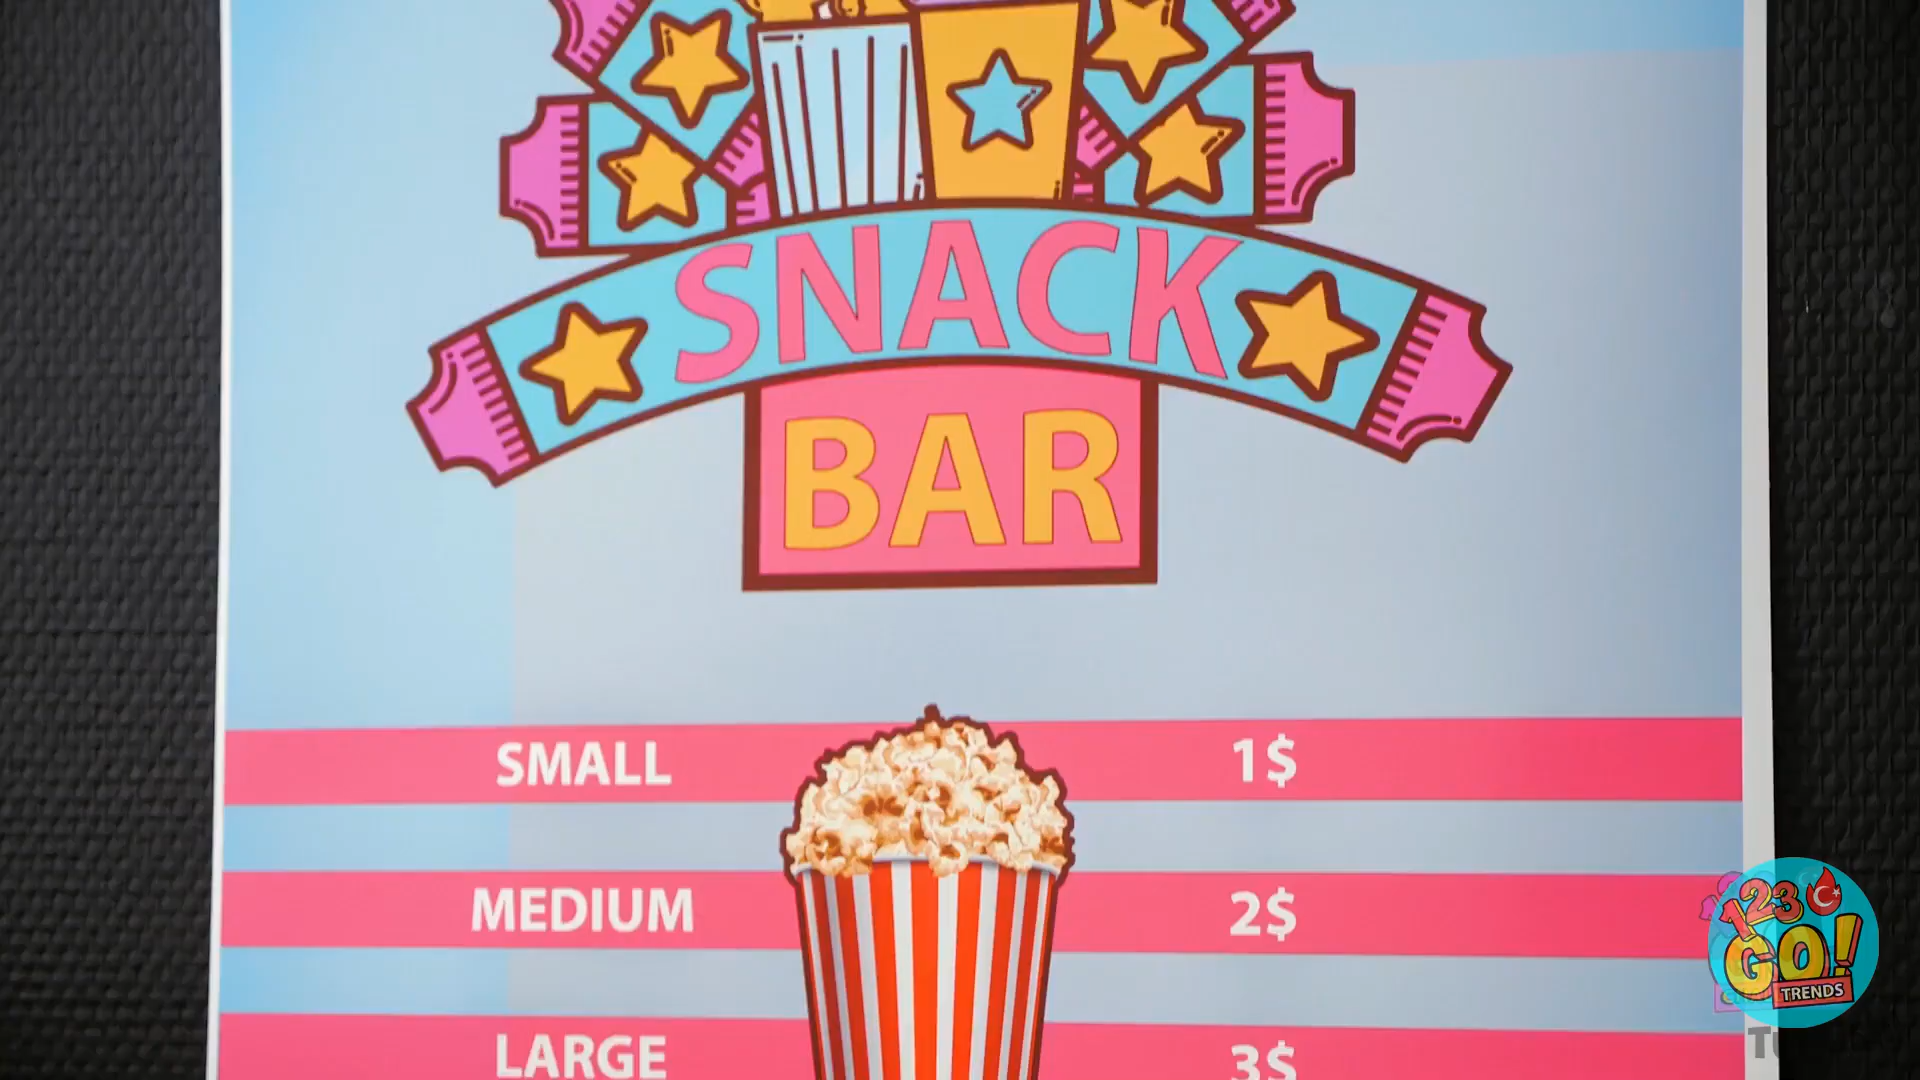 SNACK
BAR
SMALL 1$
MEDIUM 2$
LARGE 3$
123
GO!
TRENDS